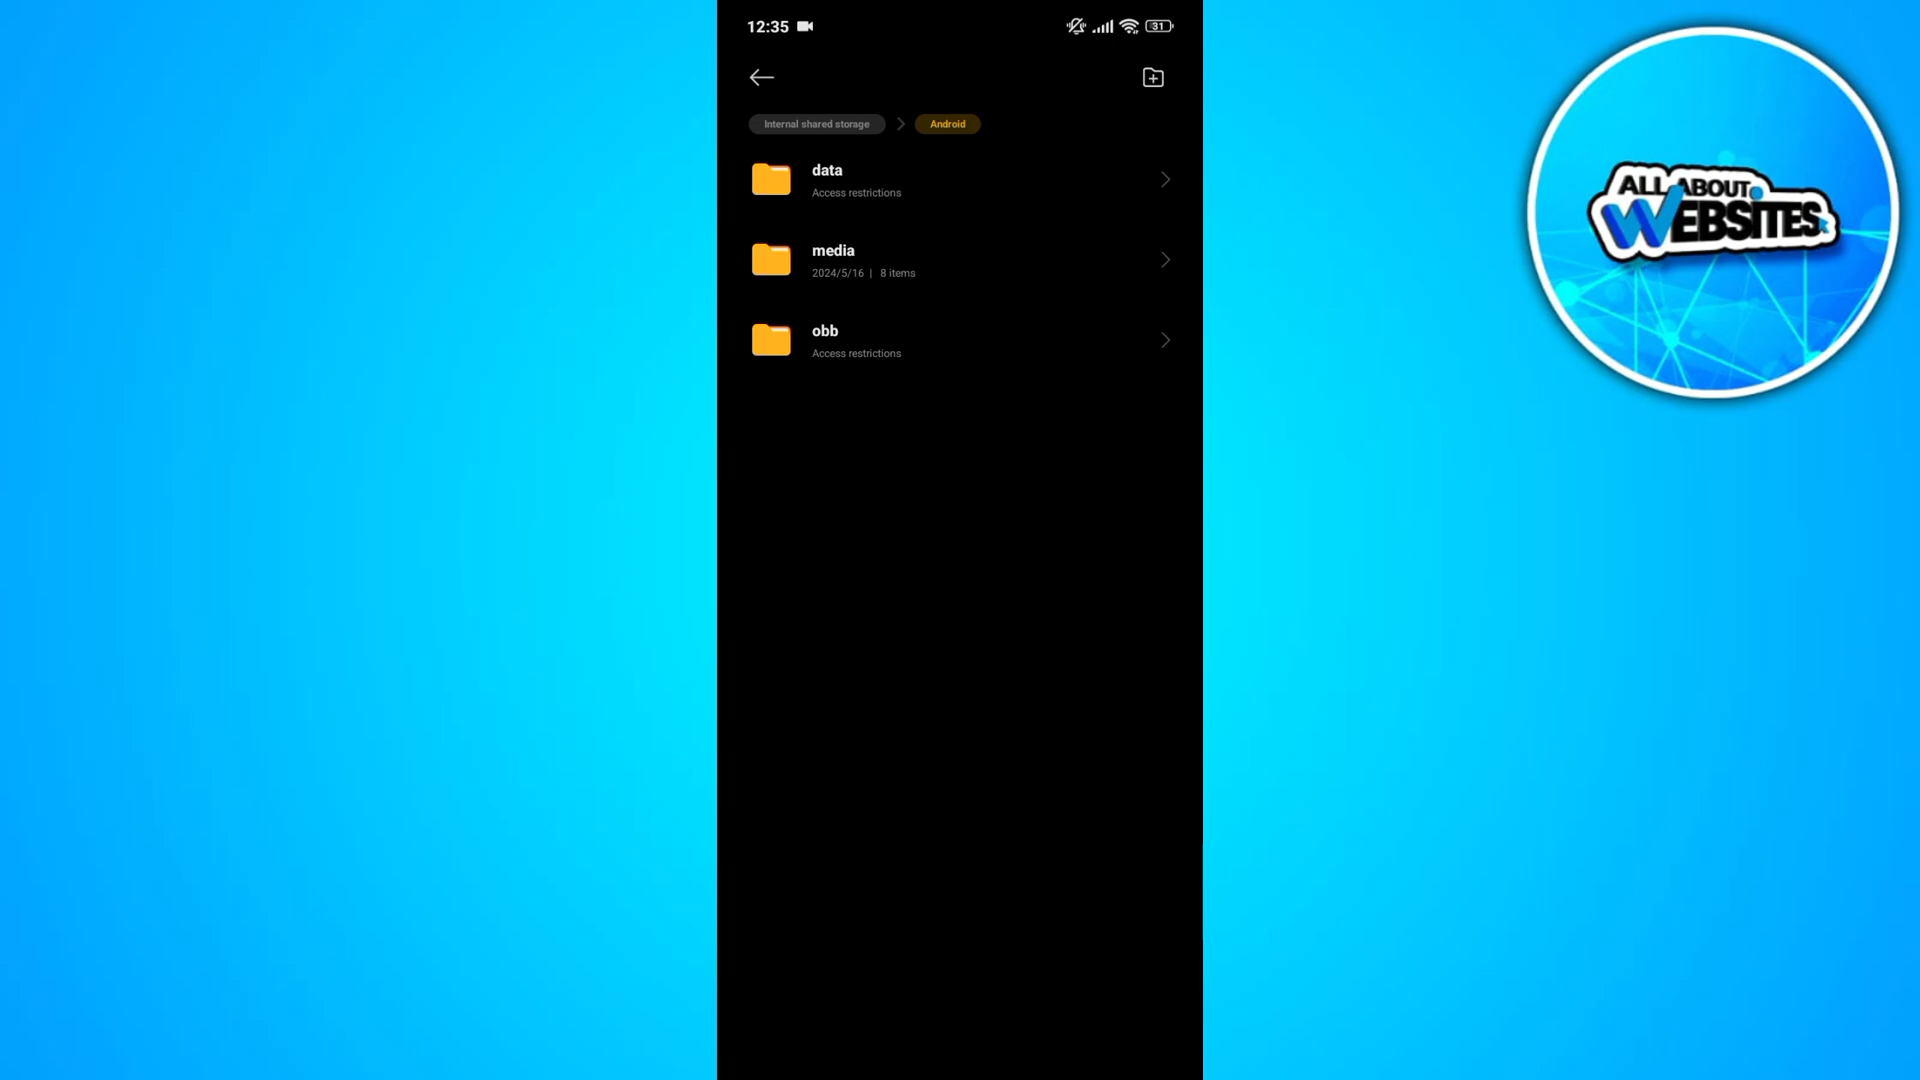 12:35
31
Internal shared storage
Android
data
Access restrictions
media
2024/5/16 | 8 items
obb
Access restrictions
ALL ABOUT
WEBSITES